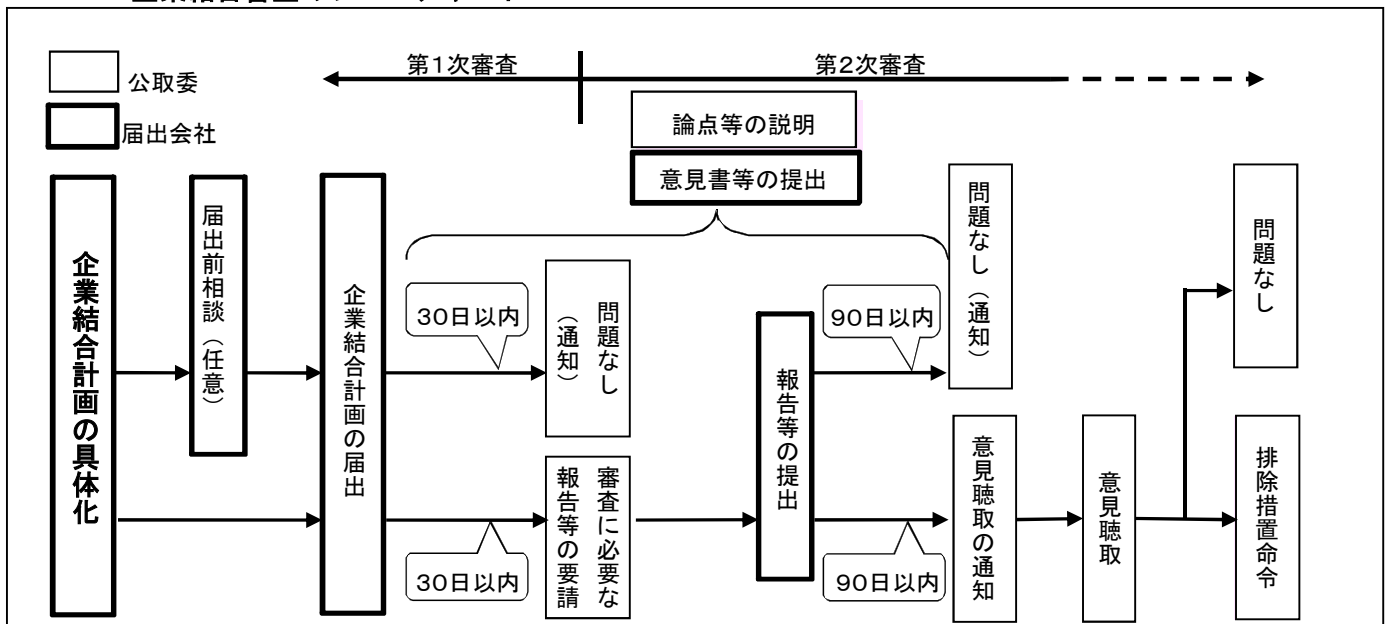 公取委
届出会社
第1次審査
第2次審査
論点等の説明
意見書等の提出
企業結合計画の具体化
届出前相談（任意）
企業結合計画の届出
30日以内
問題なし
（通知）
30日以内
審査に必要な
報告等の要請
報告等の提出
90日以内
問題なし（通知）
90日以内
意見聴取の通知
意見聴取
問題なし
排除措置命令